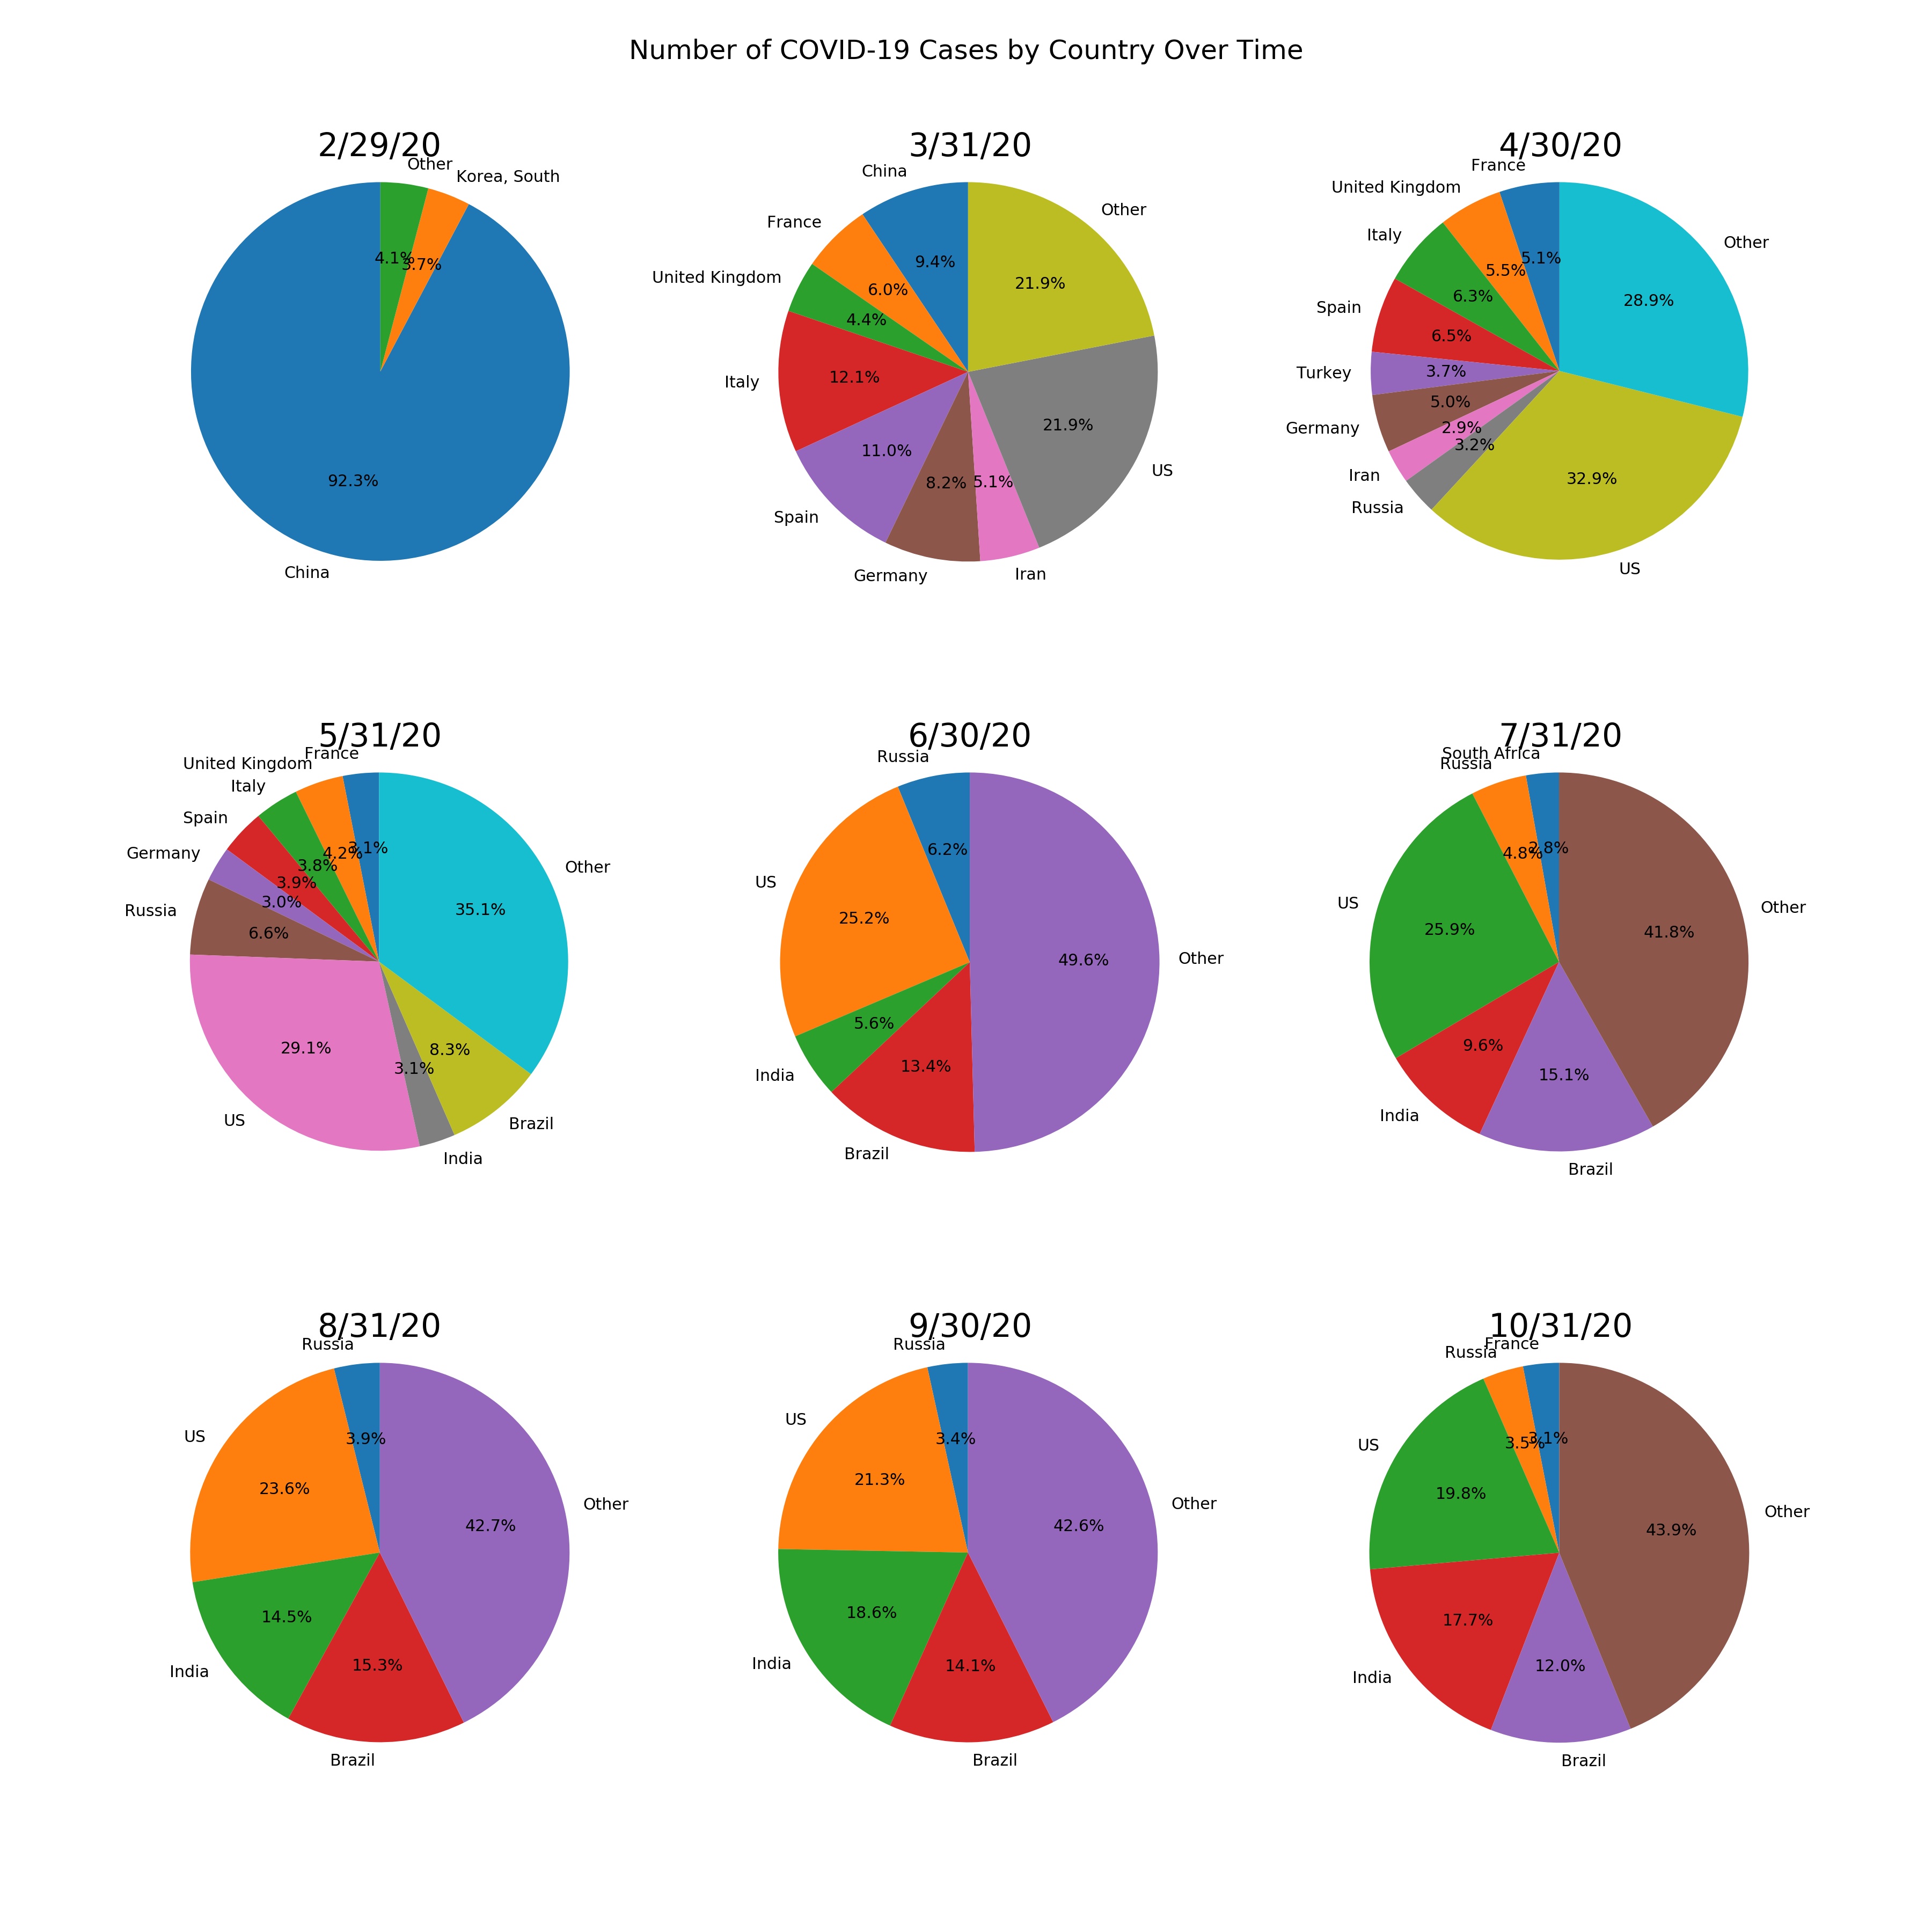 Number of COVID-19 Cases by Country Over Time
2/29/20
Other
Korea, South
4.1%
3.7%
92.3%
China
3/31/20
China
France
United Kingdom
Italy
Spain
Germany
Iran
US
Other
9.4%
6.0%
4.4%
12.1%
11.0%
8.2%
5.1%
21.9%
21.9%
4/30/20
France
United Kingdom
Italy
Spain
Turkey
Germany
Iran
Russia
US
Other
5.1%
5.5%
6.3%
6.5%
3.7%
5.0%
2.9%
3.2%
32.9%
28.9%
5/31/20
France
United Kingdom
Italy
Spain
Germany
Russia
US
India
Brazil
Other
3.1%
4.2%
3.8%
3.9%
3.0%
6.6%
29.1%
3.1%
8.3%
35.1%
6/30/20
Russia
US
India
Brazil
Other
6.2%
25.2%
5.6%
13.4%
49.6%
7/31/20
South Africa
Russia
US
India
Brazil
Other
2.8%
4.8%
25.9%
9.6%
15.1%
41.8%
8/31/20
Russia
US
India
Brazil
Other
3.9%
23.6%
14.5%
15.3%
42.7%
9/30/20
Russia
US
India
Brazil
Other
3.4%
21.3%
18.6%
14.1%
42.6%
10/31/20
France
Russia
US
India
Brazil
Other
3.1%
3.5%
19.8%
17.7%
12.0%
43.9%